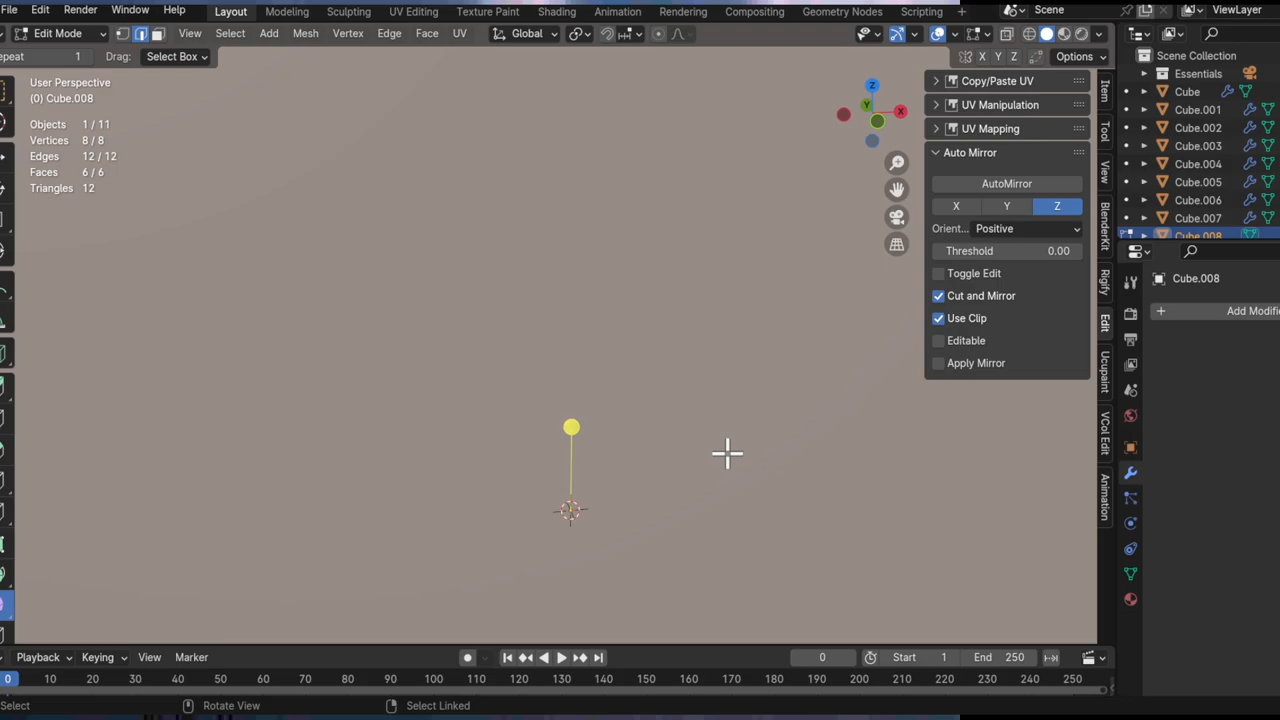 File Edit Render Window Help Layout Modeling Sculpting UV Editing Texture Paint Shading Animation Rendering Compositing Geometry Nodes Scripting + Scene ViewLayer
Edit Mode View Select Add Mesh Vertex Edge Face UV Global
epeat 1 Drag: Select Box X Y Z Options
User Perspective
(0) Cube.008
Objects 1 / 11
Vertices 8 / 8
Edges 12 / 12
Faces 6 / 6
Triangles 12
Z
Y
X
Copy/Paste UV
UV Manipulation
UV Mapping
Auto Mirror
AutoMirror
X Y Z
Orient... Positive
Threshold 0.00
Toggle Edit
Cut and Mirror
Use Clip
Editable
Apply Mirror
Item
Tool
View
BlenderKit
Rigify
Edit
Ucupaint
VCol Edit
Animation
Scene Collection
Essentials
Cube
Cube.001
Cube.002
Cube.003
Cube.004
Cube.005
Cube.006
Cube.007
Cube.008
Cube.008
+ Add Modifi
Playback Keying View Marker 0 Start 1 End 250
0 10 20 30 40 50 60 70 80 90 100 110 120 130 140 150 160 170 180 190 200 210 220 230 240 250
Select Rotate View Select Linked